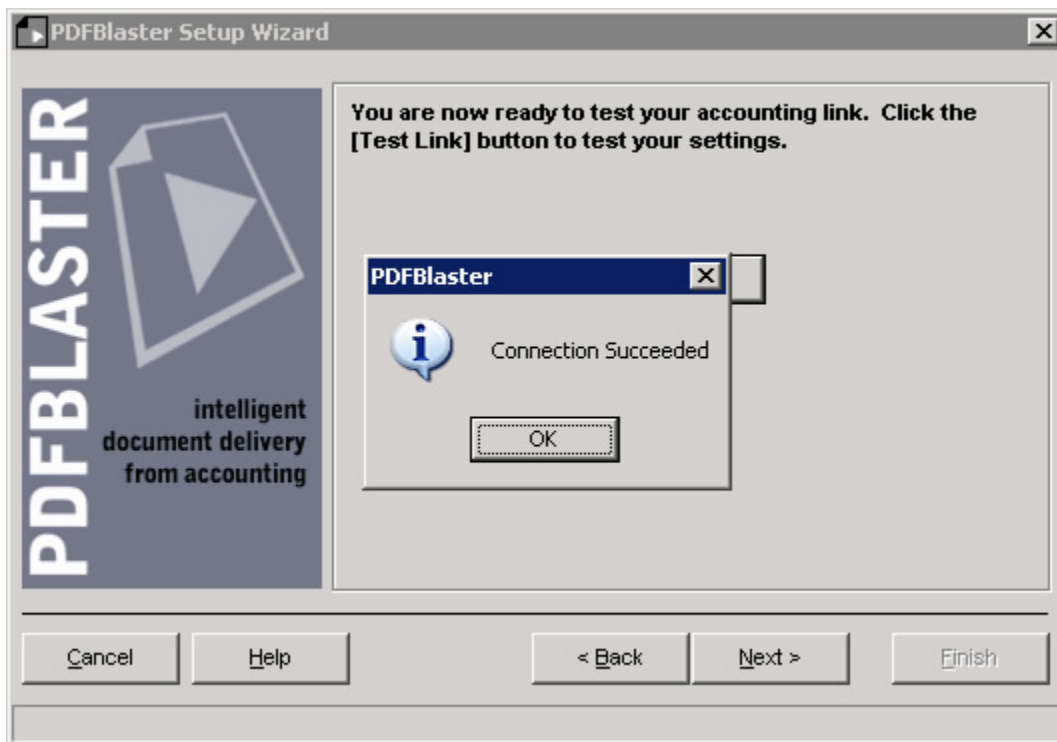 PDFBlaster Setup Wizard
PDFBLASTER
intelligent
document delivery
from accounting
You are now ready to test your accounting link. Click the
[Test Link] button to test your settings.
PDFBlaster
Connection Succeeded
OK
Cancel
Help
< Back
Next >
Finish